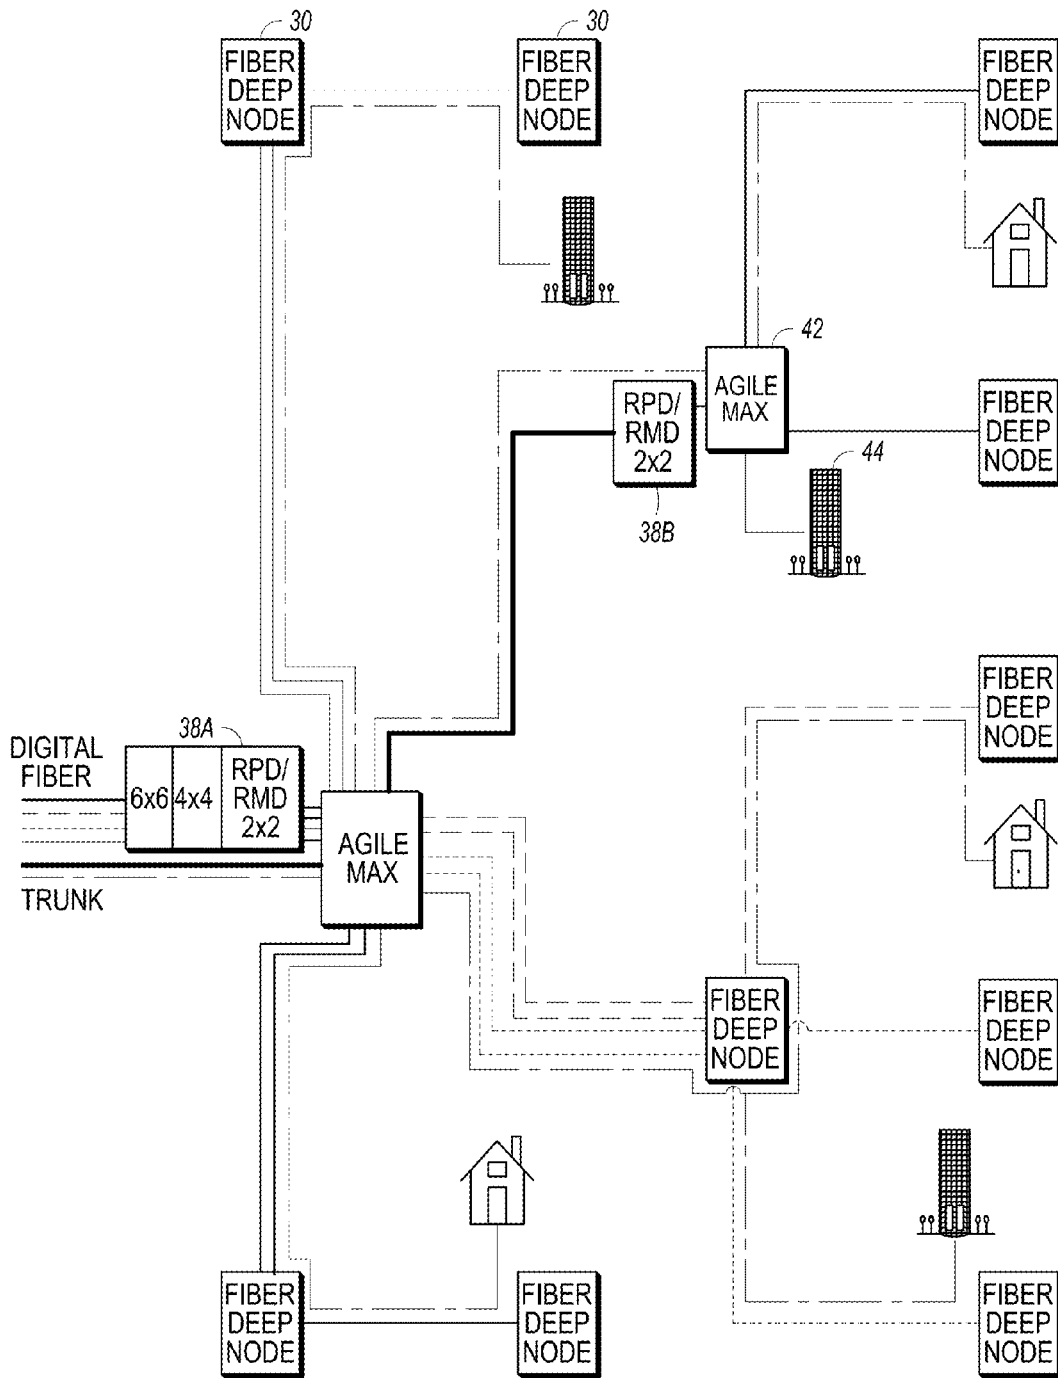 30
30
FIBER
DEEP
NODE
FIBER
DEEP
NODE
FIBER
DEEP
NODE
42
AGILE
MAX
RPD/
RMD
2x2
38B
FIBER
DEEP
NODE
44
38A
DIGITAL
FIBER
6x6
4x4
RPD/
RMD
2x2
AGILE
MAX
TRUNK
FIBER
DEEP
NODE
FIBER
DEEP
NODE
FIBER
DEEP
NODE
FIBER
DEEP
NODE
FIBER
DEEP
NODE
FIBER
DEEP
NODE